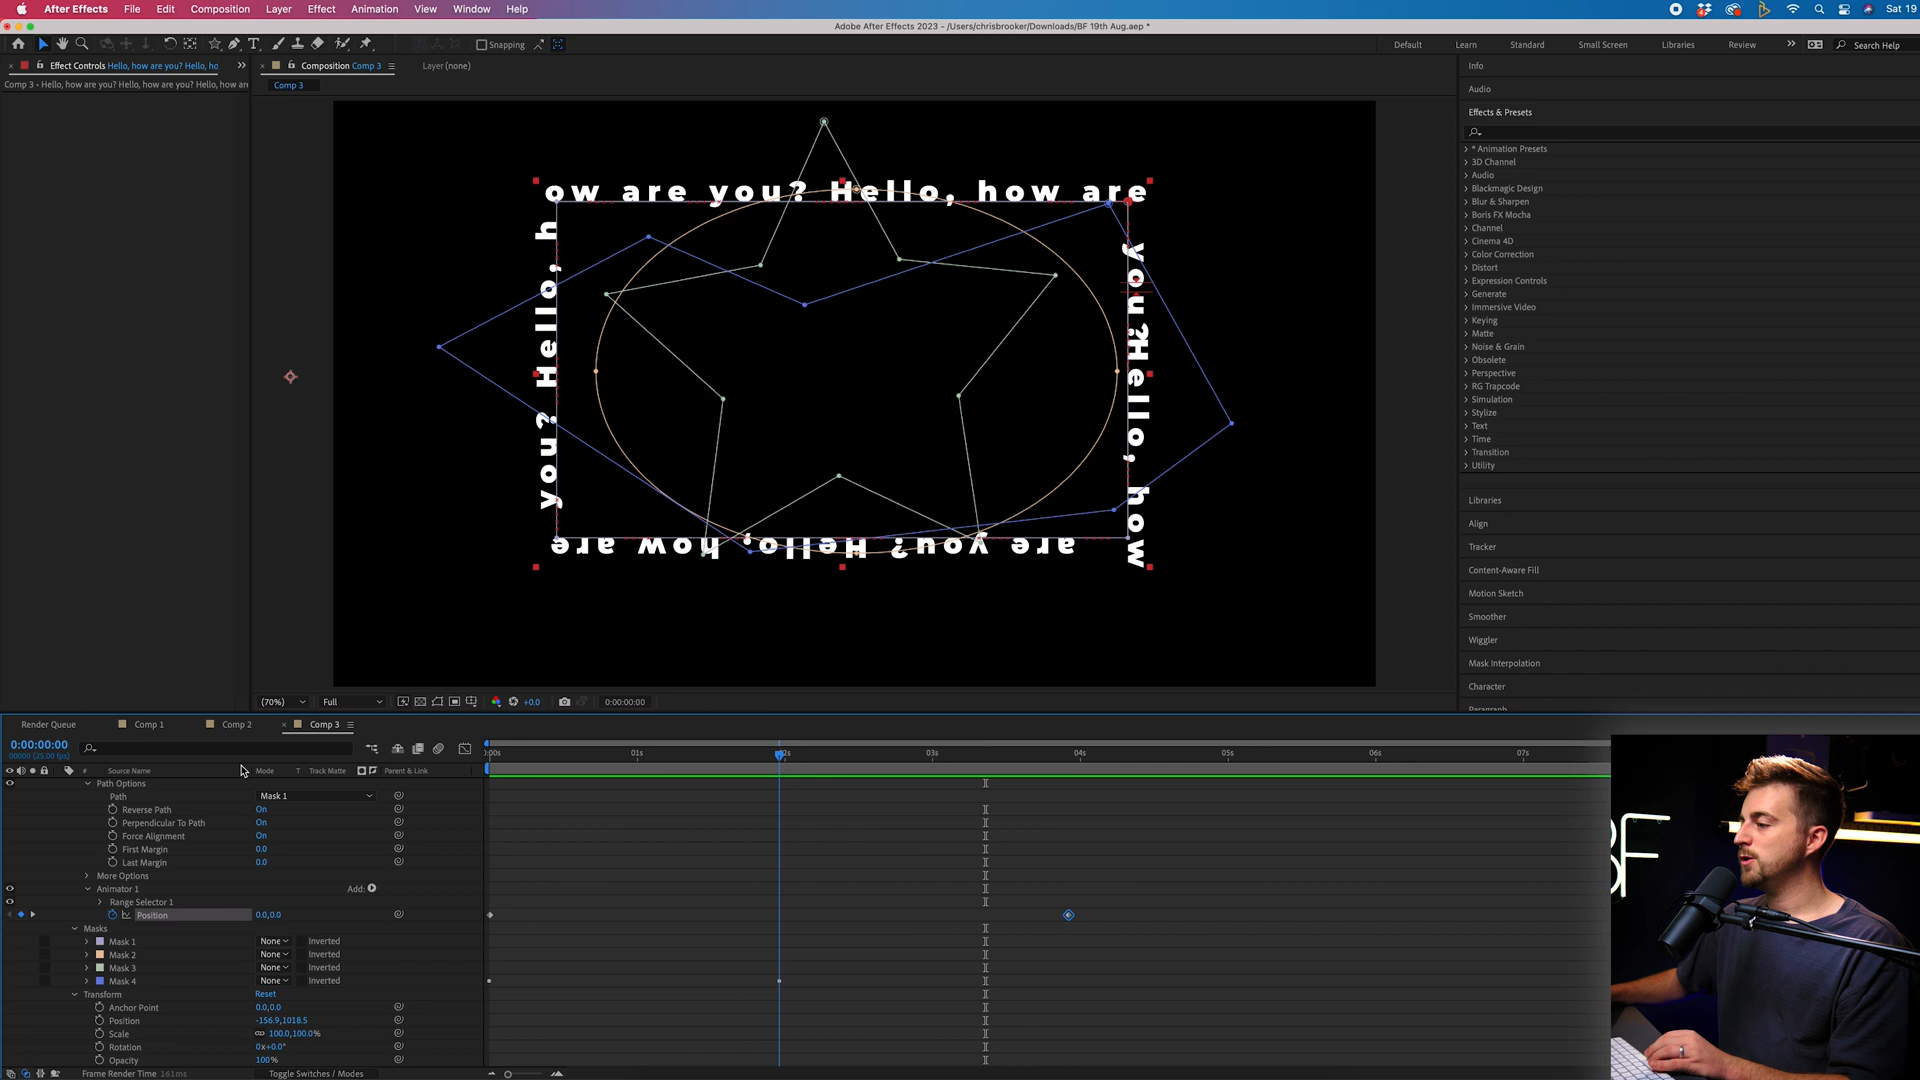 After Effects File Edit Composition Layer Effect Animation View Window Help Sat 19
Adobe After Effects 2023 - /Users/chrisbrooker/Downloads/BF 19th Aug.aep *
Snapping Default Learn Standard Small Screen Libraries Review Search Help
Effect Controls Hello, how are you? Hello, ho
Composition Comp 3
Layer (none)
Comp 3 • Hello, how are you? Hello, how are you? Hello, how are
Comp 3
ow are you? Hello, how are
you? Hello, how
are you? Hello, how are
you? Hello, h
(70%) Full +0.0 0:00:00:00
Info
Audio
Effects & Presets
* Animation Presets
3D Channel
Audio
Blackmagic Design
Blur & Sharpen
Boris FX Mocha
Channel
Cinema 4D
Color Correction
Distort
Expression Controls
Generate
Immersive Video
Keying
Matte
Noise & Grain
Obsolete
Perspective
RG Trapcode
Simulation
Stylize
Text
Time
Transition
Utility
Libraries
Align
Tracker
Content-Aware Fill
Motion Sketch
Smoother
Wiggler
Mask Interpolation
Character
Paragraph
Render Queue Comp 1 Comp 2 Comp 3
0:00:00:00
00000 (25.00 fps)
:00s 01s 02s 03s 04s 05s 06s 07s
# Source Name Mode T Track Matte Parent & Link
Path Options
Path Mask 1
Reverse Path On
Perpendicular To Path On
Force Alignment On
First Margin 0.0
Last Margin 0.0
More Options
Animator 1 Add:
Range Selector 1
Position 0.0,0.0
Masks
Mask 1 None Inverted
Mask 2 None Inverted
Mask 3 None Inverted
Mask 4 None Inverted
Transform Reset
Anchor Point 0.0,0.0
Position -156.9,1018.5
Scale 100.0,100.0%
Rotation 0x+0.0°
Opacity 100%
Frame Render Time 161ms Toggle Switches / Modes